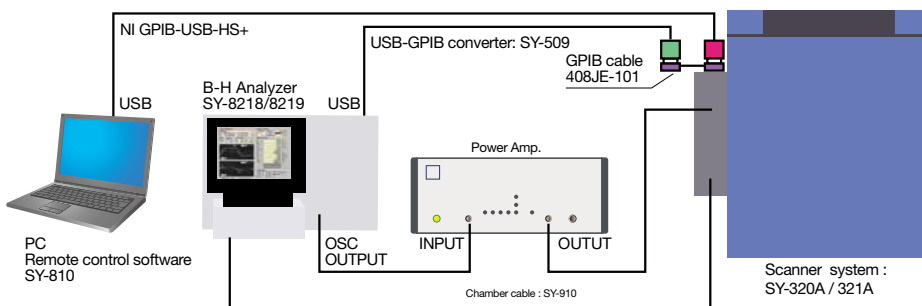 NI GPIB-USB-HS+
USB-GPIB converter: SY-509
GPIB cable
408JE-101
B-H Analyzer
SY-8218/8219
USB
USB
Power Amp.
INPUT
OUTUT
OSC
OUTPUT
PC
Remote control software
SY-810
Chamber cable : SY-910
Scanner system :
SY-320A / 321A